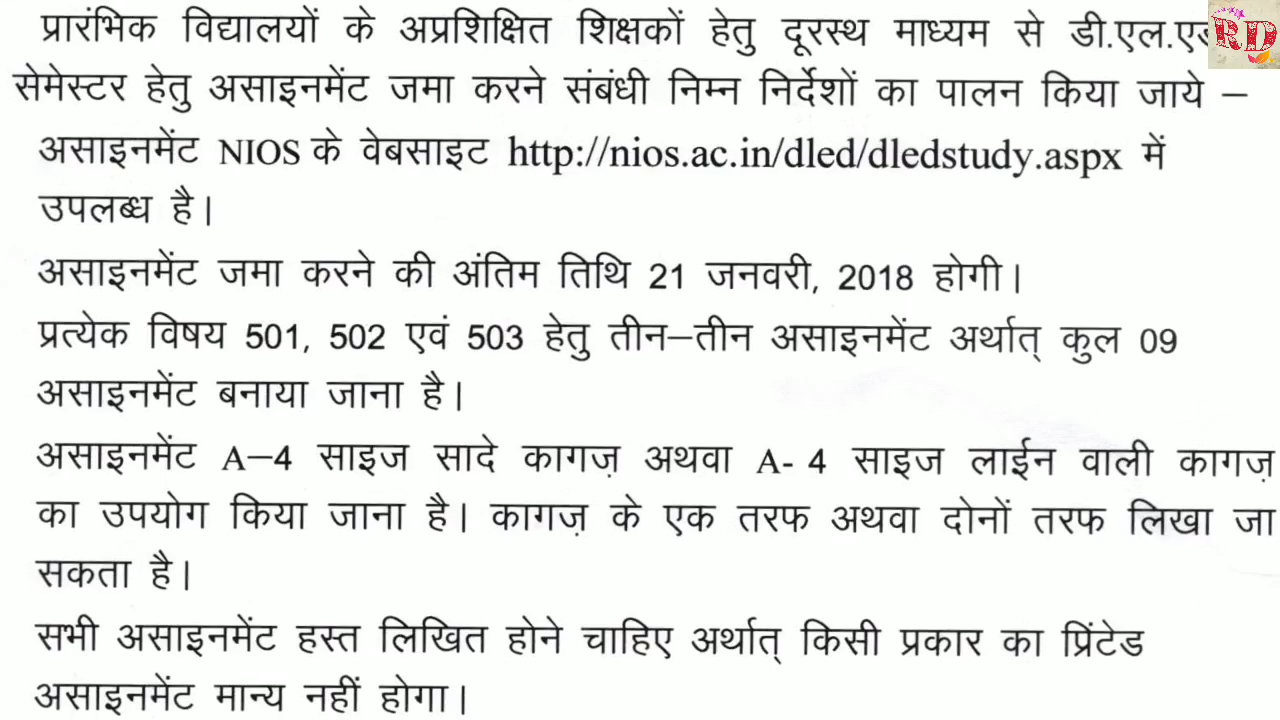 प्रारंभिक विद्यालयों के अप्रशिक्षित शिक्षकों हेतु दूरस्थ माध्यम से डी.एल.एड
सेमेस्टर हेतु असाइनमेंट जमा करने संबंधी निम्न निर्देशों का पालन किया जाये –
असाइनमेंट NIOS के वेबसाइट http://nios.ac.in/dled/dledstudy.aspx में
उपलब्ध है।
असाइनमेंट जमा करने की अंतिम तिथि 21 जनवरी, 2018 होगी।
प्रत्येक विषय 501, 502 एवं 503 हेतु तीन–तीन असाइनमेंट अर्थात् कुल 09
असाइनमेंट बनाया जाना है।
असाइनमेंट A–4 साइज सादे कागज़ अथवा A- 4 साइज लाईन वाली कागज़
का उपयोग किया जाना है। कागज़ के एक तरफ अथवा दोनों तरफ लिखा जा
सकता है।
सभी असाइनमेंट हस्त लिखित होने चाहिए अर्थात् किसी प्रकार का प्रिंटेड
असाइनमेंट मान्य नहीं होगा।
RD